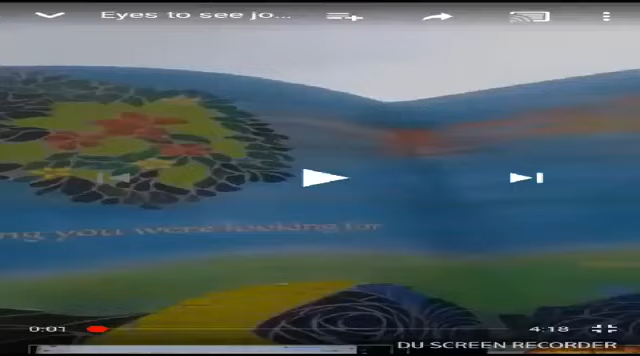 Eyes to see jo...
ng you were looking for
0:01
4:18
DU SCREEN RECORDER